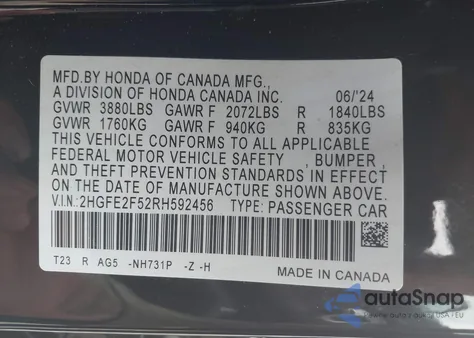 MFD.BY HONDA OF CANADA MFG.,
A DIVISION OF HONDA CANADA INC. 06/'24
GVWR 3880LBS GAWR F 2072LBS R 1840LBS
GVWR 1760KG GAWR F 940KG R 835KG
THIS VEHICLE CONFORMS TO ALL APPLICABLE
FEDERAL MOTOR VEHICLE SAFETY , BUMPER ,
AND THEFT PREVENTION STANDARDS IN EFFECT
ON THE DATE OF MANUFACTURE SHOWN ABOVE.
V.I.N.: 2HGFE2F52RH592456 TYPE: PASSENGER CAR
T23 R AG5 -NH731P -Z -H
MADE IN CANADA
autoSnap